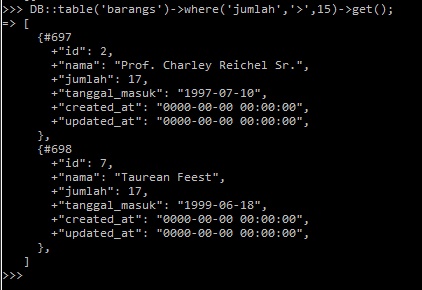 >>> DB::table('barangs')->where('jumlah','>',15)->get();
=> [
     {#697
       +"id": 2,
       +"nama": "Prof. Charley Reichel Sr.",
       +"jumlah": 17,
       +"tanggal_masuk": "1997-07-10",
       +"created_at": "0000-00-00 00:00:00",
       +"updated_at": "0000-00-00 00:00:00",
     },
     {#698
       +"id": 7,
       +"nama": "Taurean Feest",
       +"jumlah": 17,
       +"tanggal_masuk": "1999-06-18",
       +"created_at": "0000-00-00 00:00:00",
       +"updated_at": "0000-00-00 00:00:00",
     },
   ]
>>>